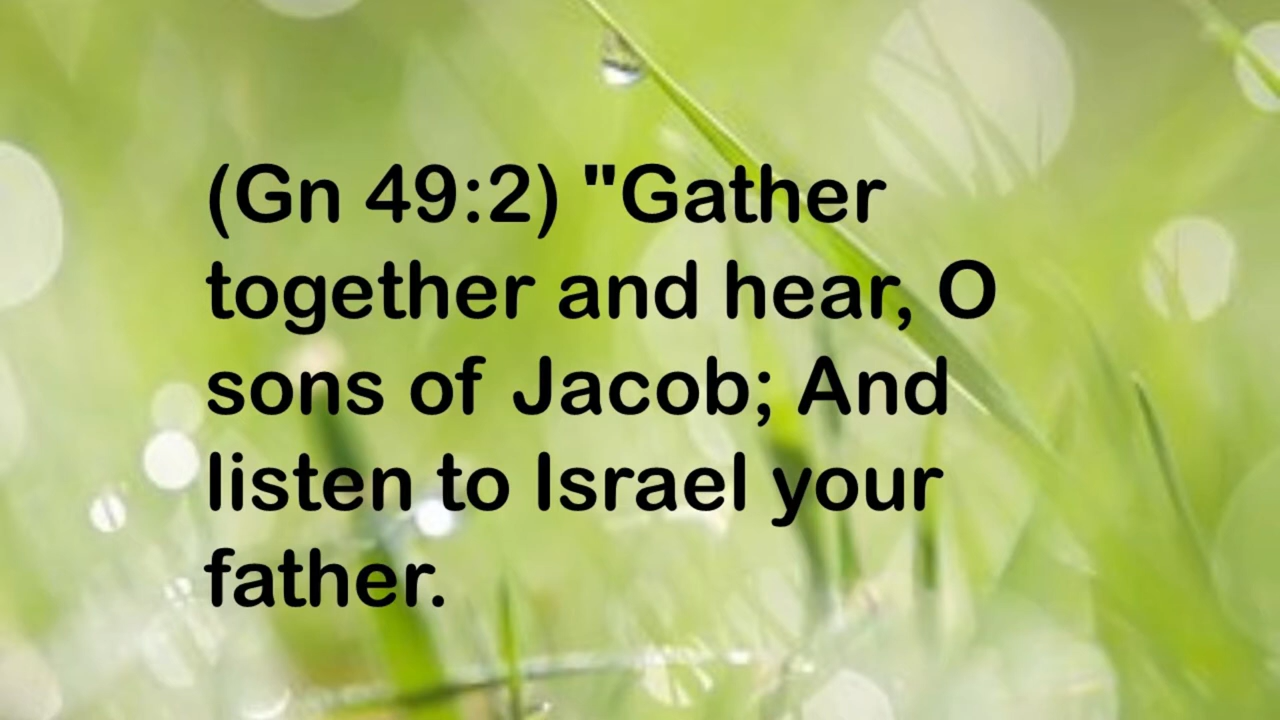 (Gn 49:2) "Gather
together and hear, O
sons of Jacob; And
listen to Israel your
father.